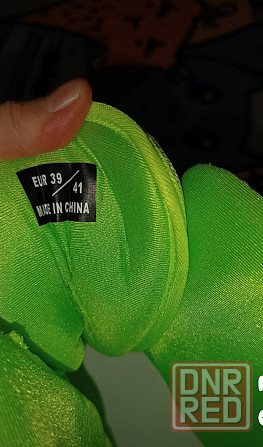 EUR 39/41
MADE IN CHINA
DNR
RED